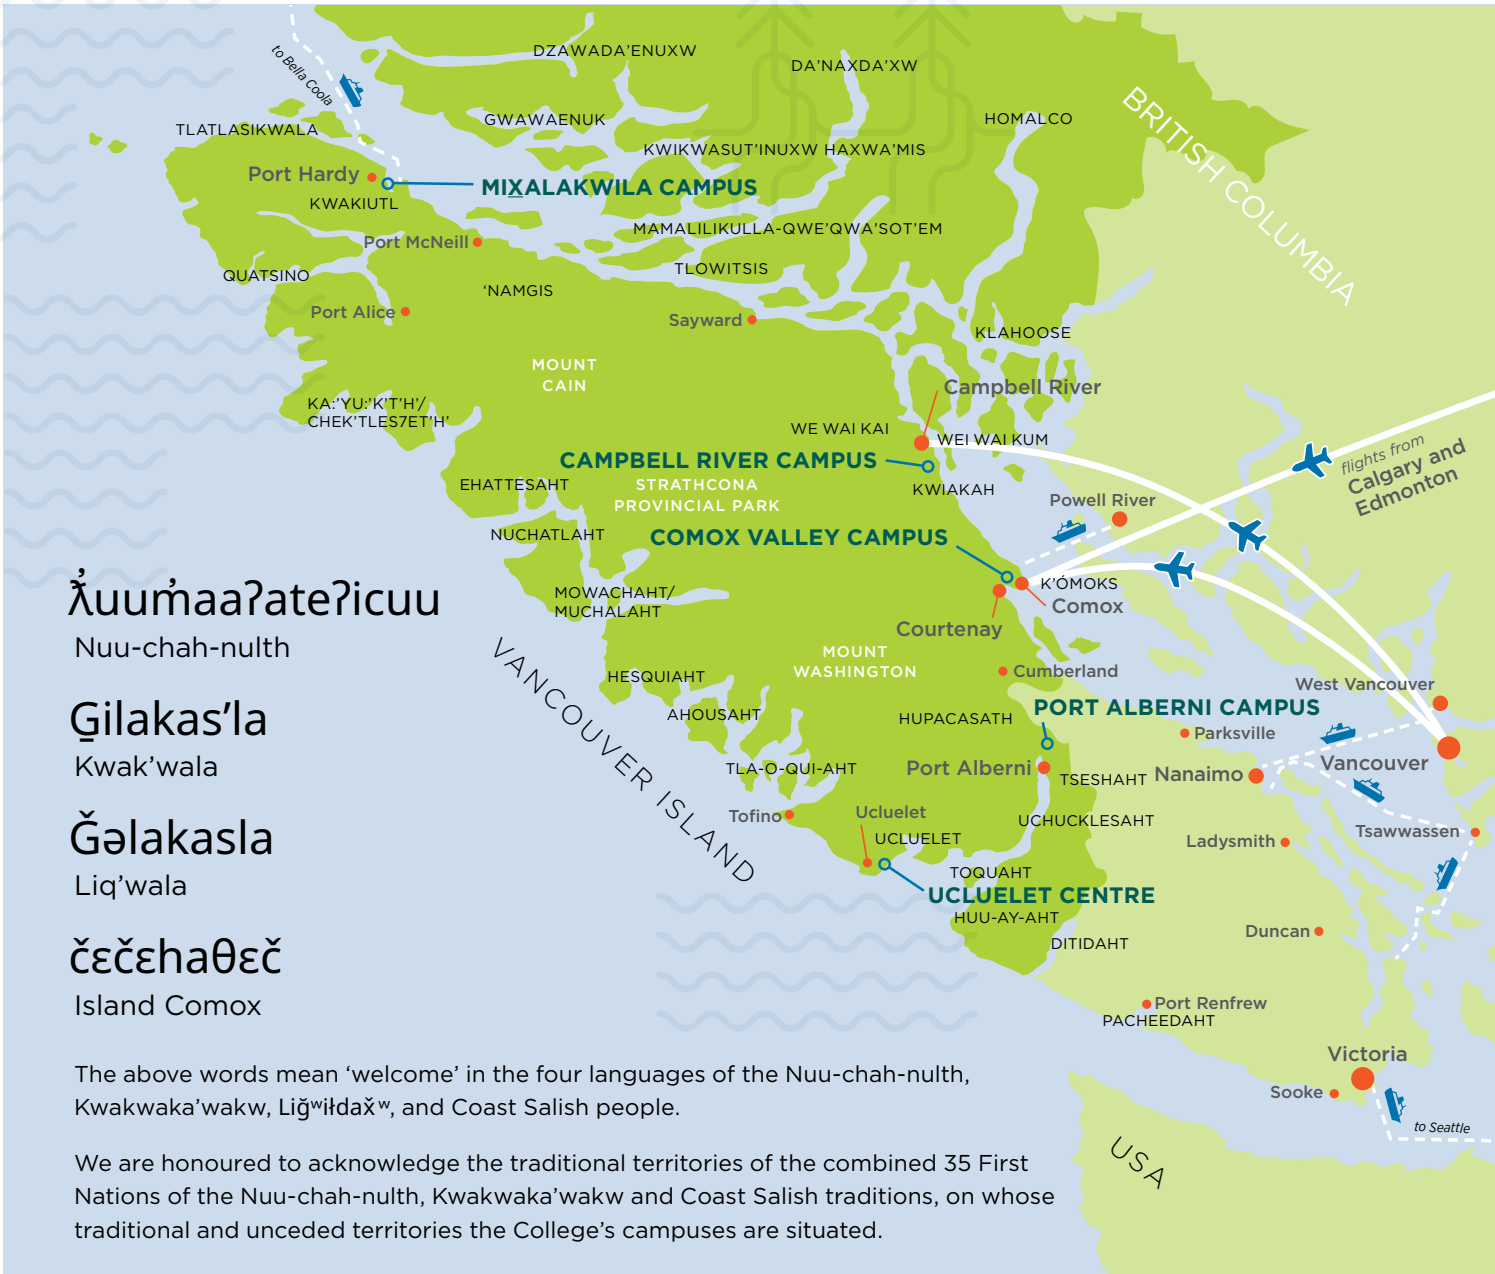 to Bella Coola
DZAWADA'ENUXW
DA'NAXDA'XW
BRITISH COLUMBIA
GWAWAENUK
HOMALCO
TLATLASIKWALA
KWIKWASUT'INUXW HAXWA'MIS
Port Hardy
MIX̲ALAKWILA CAMPUS
KWAKIUTL
MAMALILIKULLA-QWE'QWA'SOT'EM
Port McNeill
TLOWITSIS
QUATSINO
'NAMGIS
Port Alice
Sayward
KLAHOOSE
MOUNT
CAIN
Campbell River
KA:'YU:'K'T'H'/
CHEK'TLES7ET'H'
WE WAI KAI
WEI WAI KUM
flights from
Calgary and
Edmonton
CAMPBELL RIVER CAMPUS
EHATTESAHT
STRATHCONA
PROVINCIAL PARK
KWIAKAH
Powell River
NUCHATLAHT
COMOX VALLEY CAMPUS
MOWACHAHT/
MUCHALAHT
K'ÓMOKS
Comox
Courtenay
VANCOUVER ISLAND
MOUNT
WASHINGTON
HESQUIAHT
Cumberland
West Vancouver
AHOUSAHT
HUPACASATH
PORT ALBERNI CAMPUS
Parksville
Vancouver
TLA-O-QUI-AHT
Port Alberni
TSESHAHT
Nanaimo
Tofino
Ucluelet
UCHUCKLESAHT
Tsawwassen
UCLUELET
Ladysmith
TOQUAHT
UCLUELET CENTRE
HUU-AY-AHT
DITIDAHT
Duncan
Port Renfrew
PACHEEDAHT
Victoria
Sooke
to Seattle
USA
ƛ̓uum̓aaʔateʔicuu
Nuu-chah-nulth
G̱ilakas'la
Kwak'wala
Ǧəlakasla
Liq'wala
čɛčɛhaθɛč
Island Comox
The above words mean ‘welcome’ in the four languages of the Nuu-chah-nulth,
Kwakwaka'wakw, Liǧʷiłdax̌ʷ, and Coast Salish people.
We are honoured to acknowledge the traditional territories of the combined 35 First
Nations of the Nuu-chah-nulth, Kwakwaka'wakw and Coast Salish traditions, on whose
traditional and unceded territories the College's campuses are situated.